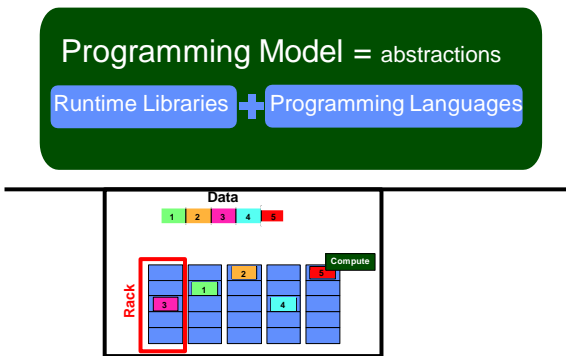 Programming Model = abstractions
Runtime Libraries + Programming Languages
Data
1 2 3 4 5
Compute
2 5
1
Rack
3 4